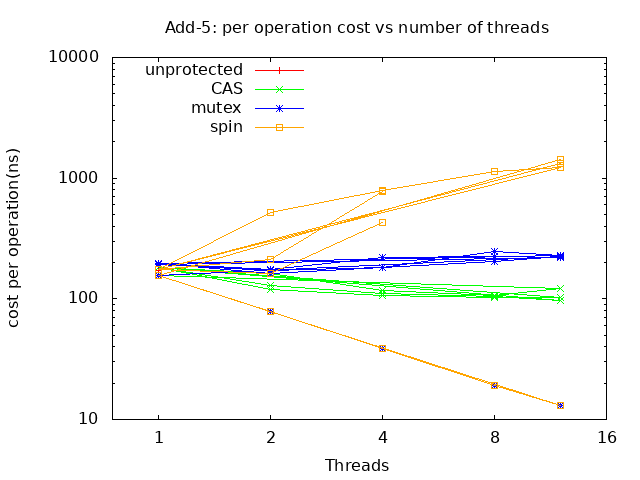 Add-5: per operation cost vs number of threads
10000
unprotected
CAS
mutex
spin
1000
cost per operation(ns)
100
10
1 2 4 8 16
Threads